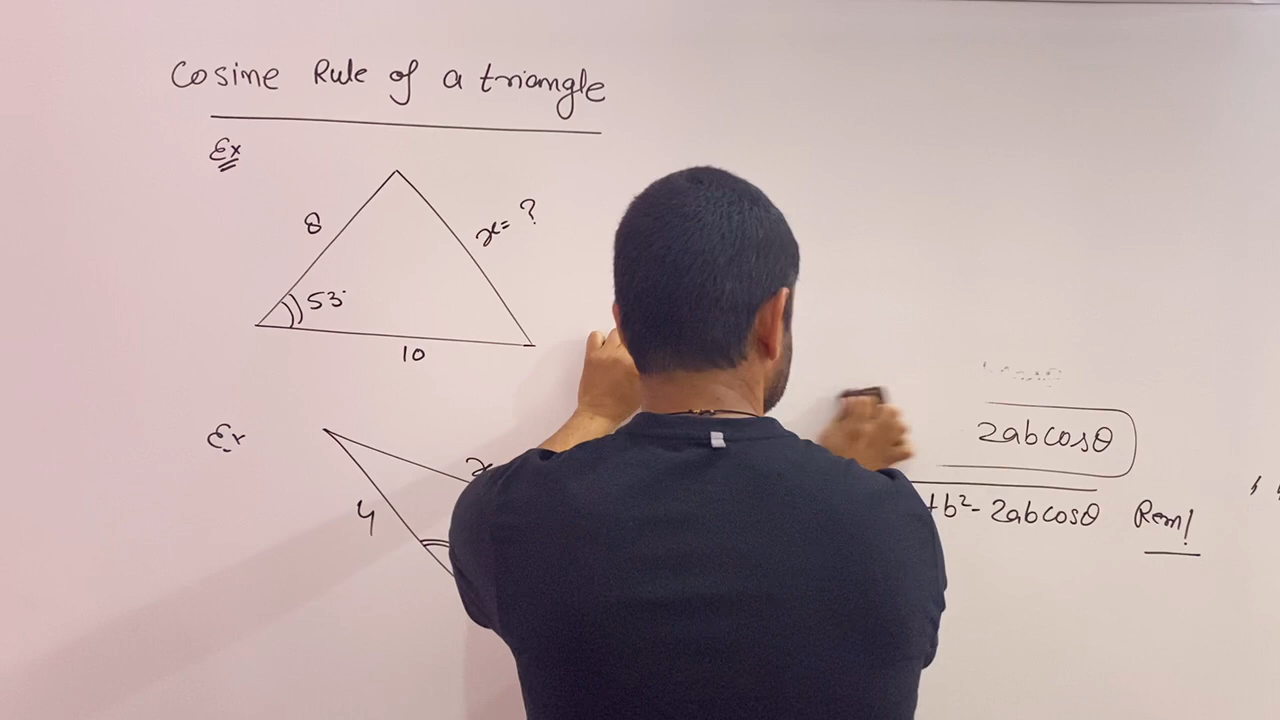 Cosine Rule of a triangle
Ex
8
x= ?
53°
10
Ex
x
4
2abcosθ
+b²- 2abcosθ Rem!